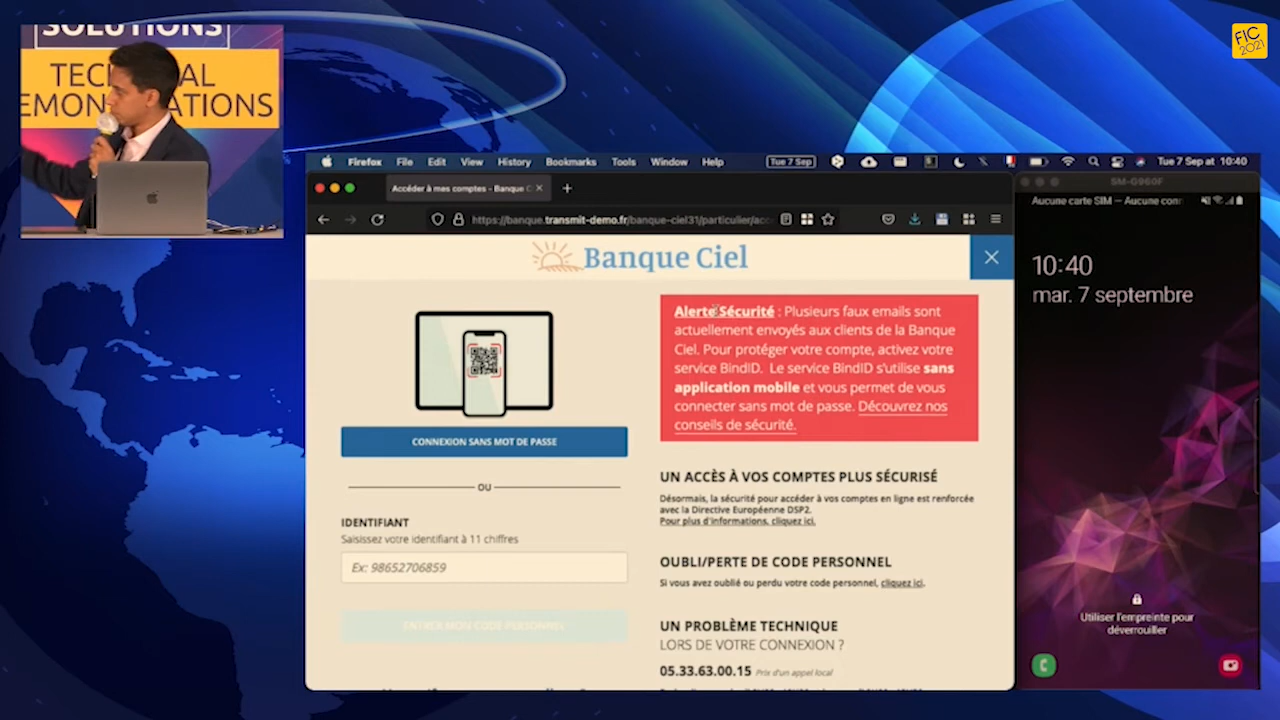 SOLUTIONS
FIC
2021
Firefox File Edit View History Bookmarks Tools Window Help
Tue 7 Sep
Tue 7 Sep at 10:40
Accéder à mes comptes - Banque C
SM-G960F
https://banque.transmit-demo.fr/banque-ciel31/particulier/acc
Aucune carte SIM — Aucune con
Banque Ciel
10:40
mar. 7 septembre
CONNEXION SANS MOT DE PASSE
OU
IDENTIFIANT
Saisissez votre identifiant à 11 chiffres
Ex: 98652706859
ENTRER MON CODE PERSONNEL
Alerte Sécurité : Plusieurs faux emails sont
actuellement envoyés aux clients de la Banque
Ciel. Pour protéger votre compte, activez votre
service BindID. Le service BindID s'utilise sans
application mobile et vous permet de vous
connecter sans mot de passe. Découvrez nos
conseils de sécurité.
UN ACCÈS À VOS COMPTES PLUS SÉCURISÉ
Désormais, la sécurité pour accéder à vos comptes en ligne est renforcée
avec la Directive Européenne DSP2.
Pour plus d'informations, cliquez ici.
OUBLI/PERTE DE CODE PERSONNEL
Si vous avez oublié ou perdu votre code personnel, cliquez ici.
UN PROBLÈME TECHNIQUE
LORS DE VOTRE CONNEXION ?
05.33.63.00.15 Prix d'un appel local
Utiliser l'empreinte pour
déverrouiller